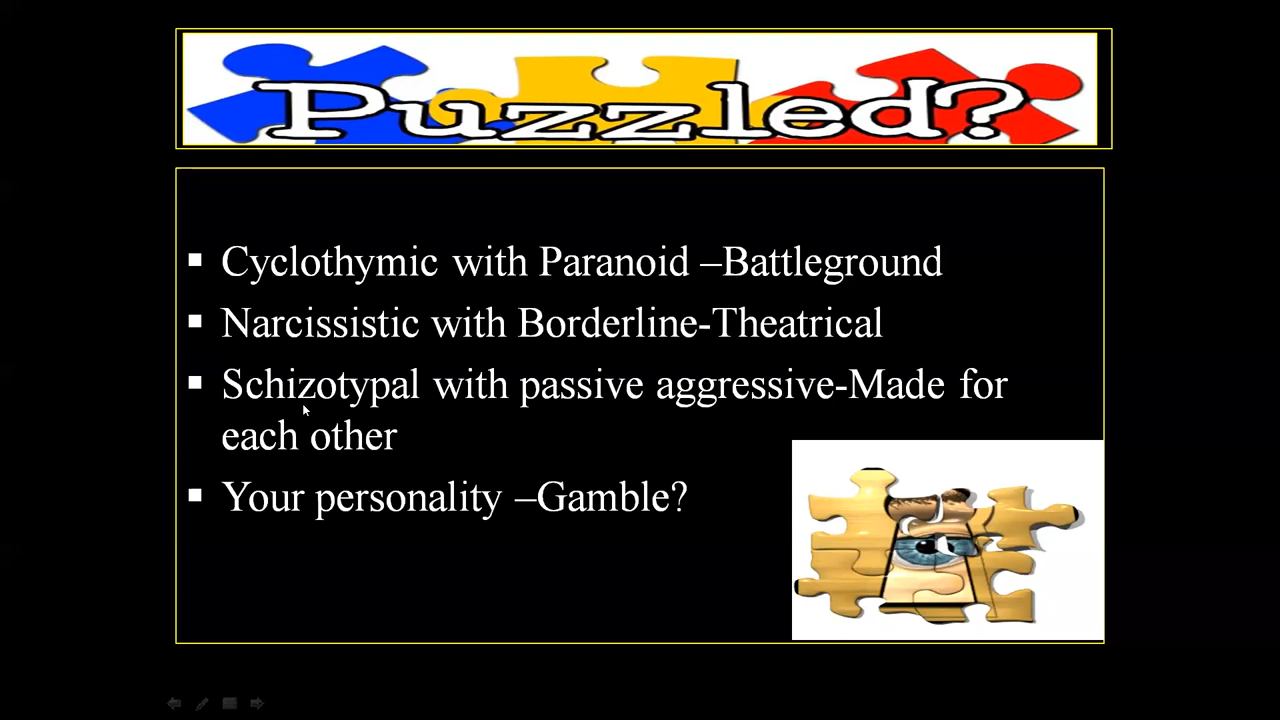 Puzzled?
▪ Cyclothymic with Paranoid –Battleground
▪ Narcissistic with Borderline-Theatrical
▪ Schizotypal with passive aggressive-Made for
each other
▪ Your personality –Gamble?